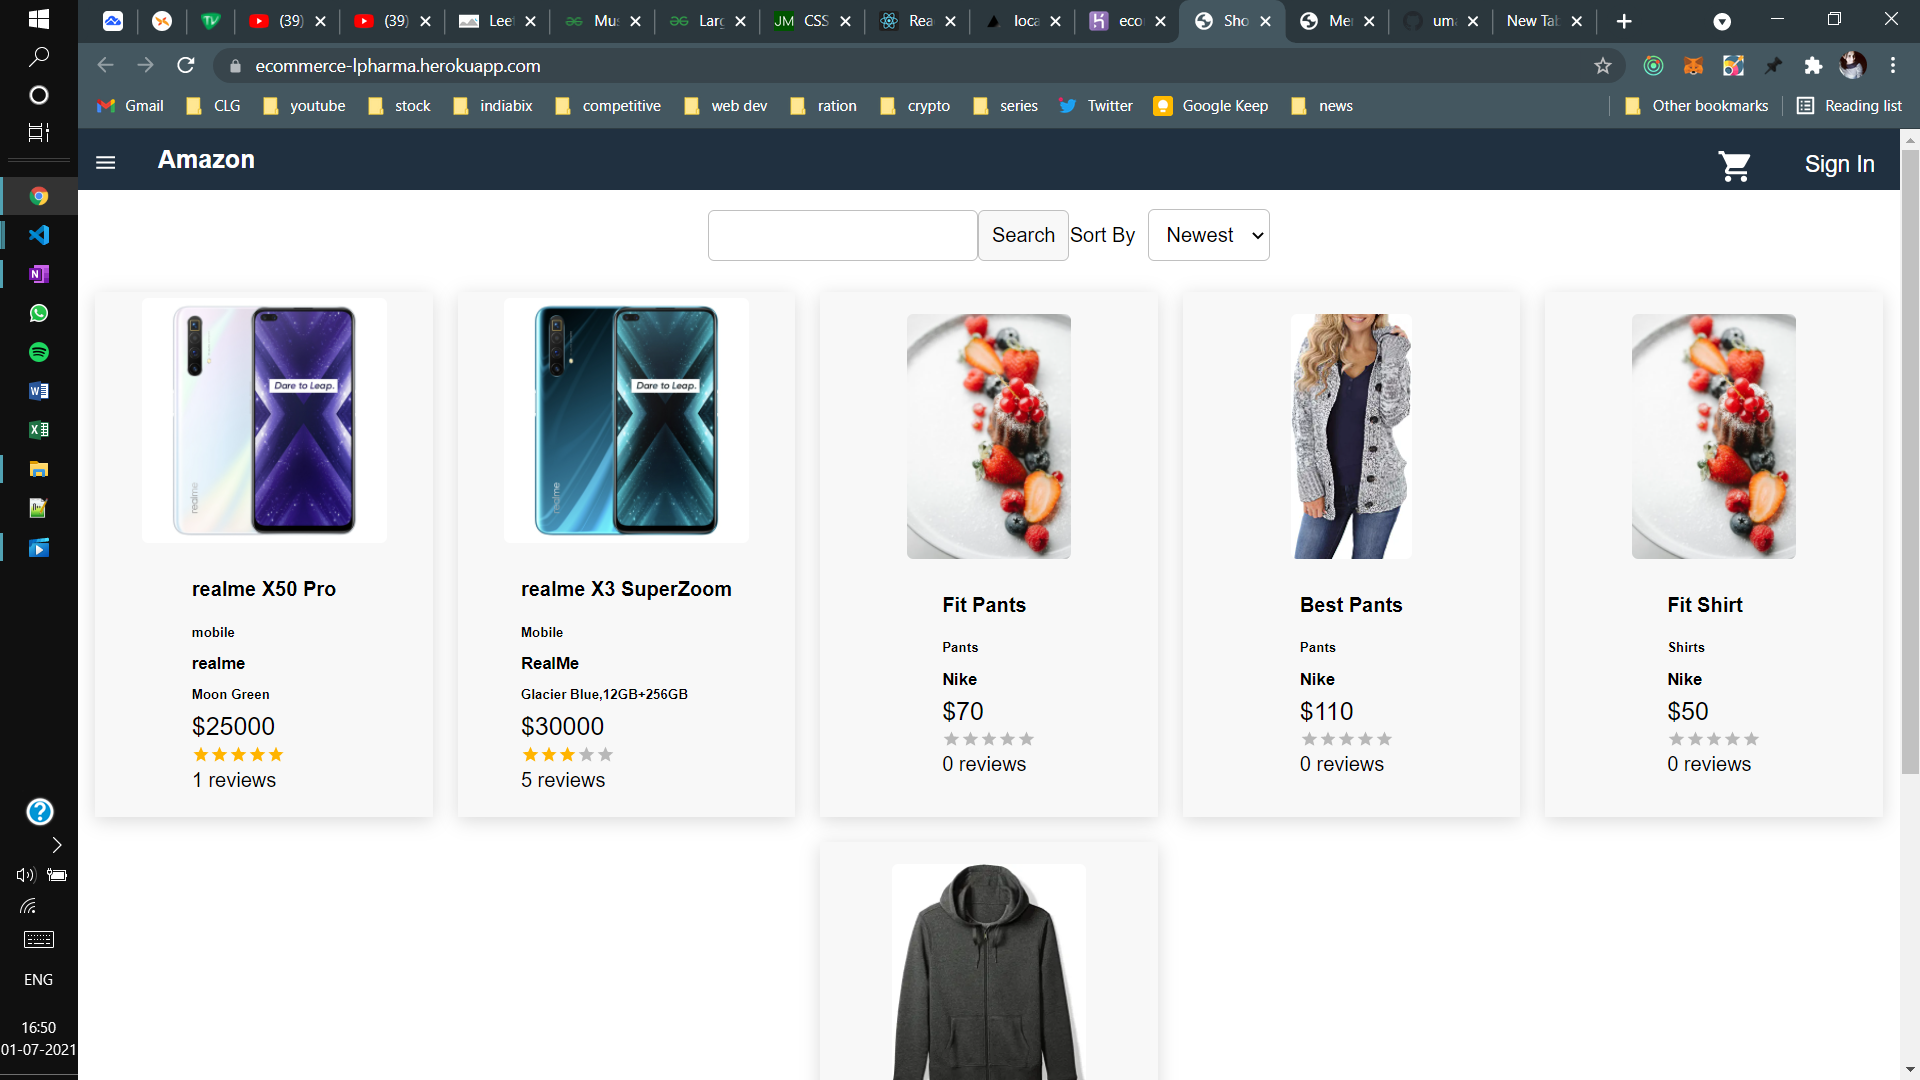 (39)
(39)
Lee
Mu
Larg
JM CSS
Rea
loca
eco
Sho
Me
um
New Tab
ecommerce-lpharma.herokuapp.com
Gmail CLG youtube stock indiabix competitive web dev ration crypto series Twitter Google Keep news Other bookmarks Reading list
Amazon
Sign In
Search Sort By Newest
Dare to Leap.
realme
realme X50 Pro
mobile
realme
Moon Green
$25000
1 reviews
Dare to Leap.
realme
realme X3 SuperZoom
Mobile
RealMe
Glacier Blue,12GB+256GB
$30000
5 reviews
Fit Pants
Pants
Nike
$70
0 reviews
Best Pants
Pants
Nike
$110
0 reviews
Fit Shirt
Shirts
Nike
$50
0 reviews
ENG
16:50
01-07-2021